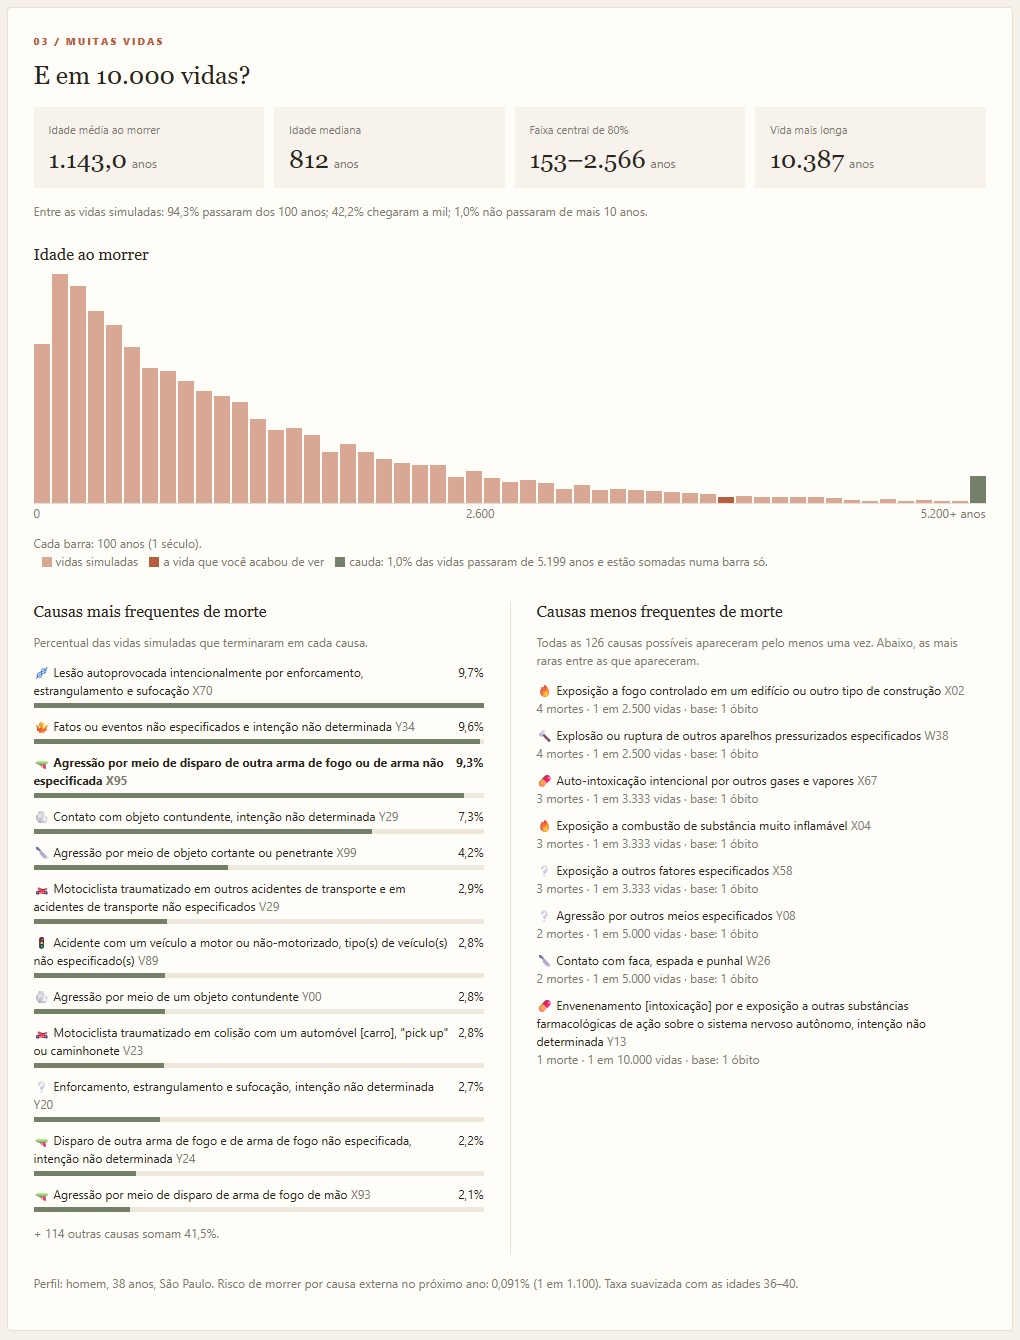 03 / MUITAS VIDAS
E em 10.000 vidas?
Idade média ao morrer
1.143,0 anos
Idade mediana
812 anos
Faixa central de 80%
153–2.566 anos
Vida mais longa
10.387 anos
Entre as vidas simuladas: 94,3% passaram dos 100 anos; 42,2% chegaram a mil; 1,0% não passaram de mais 10 anos.
Idade ao morrer
0
2.600
5.200+ anos
Cada barra: 100 anos (1 século).
vidas simuladas
a vida que você acabou de ver
cauda: 1,0% das vidas passaram de 5.199 anos e estão somadas numa barra só.
Causas mais frequentes de morte
Percentual das vidas simuladas que terminaram em cada causa.
Lesão autoprovocada intencionalmente por enforcamento, 9,7%
estrangulamento e sufocação X70
Fatos ou eventos não especificados e intenção não determinada Y34 9,6%
Agressão por meio de disparo de outra arma de fogo ou de arma não 9,3%
especificada X95
Contato com objeto contundente, intenção não determinada Y29 7,3%
Agressão por meio de objeto cortante ou penetrante X99 4,2%
Motociclista traumatizado em outros acidentes de transporte e em 2,9%
acidentes de transporte não especificados V29
Acidente com um veículo a motor ou não-motorizado, tipo(s) de veículo(s) 2,8%
não especificado(s) V89
Agressão por meio de um objeto contundente Y00 2,8%
Motociclista traumatizado em colisão com um automóvel [carro], "pick up" 2,8%
ou caminhonete V23
Enforcamento, estrangulamento e sufocação, intenção não determinada 2,7%
Y20
Disparo de outra arma de fogo e de arma de fogo não especificada, 2,2%
intenção não determinada Y24
Agressão por meio de disparo de arma de fogo de mão X93 2,1%
+ 114 outras causas somam 41,5%.
Causas menos frequentes de morte
Todas as 126 causas possíveis apareceram pelo menos uma vez. Abaixo, as mais
raras entre as que apareceram.
Exposição a fogo controlado em um edifício ou outro tipo de construção X02
4 mortes · 1 em 2.500 vidas · base: 1 óbito
Explosão ou ruptura de outros aparelhos pressurizados especificados W38
4 mortes · 1 em 2.500 vidas · base: 1 óbito
Auto-intoxicação intencional por outros gases e vapores X67
3 mortes · 1 em 3.333 vidas · base: 1 óbito
Exposição a combustão de substância muito inflamável X04
3 mortes · 1 em 3.333 vidas · base: 1 óbito
Exposição a outros fatores especificados X58
3 mortes · 1 em 3.333 vidas · base: 1 óbito
Agressão por outros meios especificados Y08
2 mortes · 1 em 5.000 vidas · base: 1 óbito
Contato com faca, espada e punhal W26
2 mortes · 1 em 5.000 vidas · base: 1 óbito
Envenenamento [intoxicação] por e exposição a outras substâncias
farmacológicas de ação sobre o sistema nervoso autônomo, intenção não
determinada Y13
1 morte · 1 em 10.000 vidas · base: 1 óbito
Perfil: homem, 38 anos, São Paulo. Risco de morrer por causa externa no próximo ano: 0,091% (1 em 1.100). Taxa suavizada com as idades 36–40.